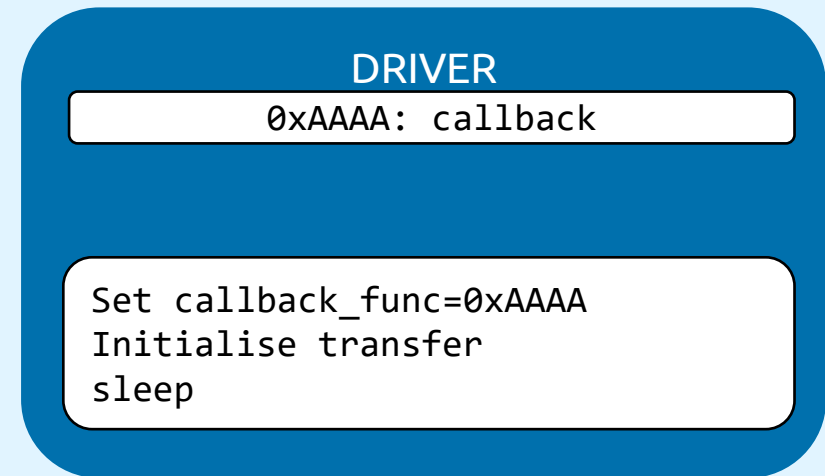 DRIVER
0xAAAA: callback
Set callback_func=0xAAAA
Initialise transfer
sleep